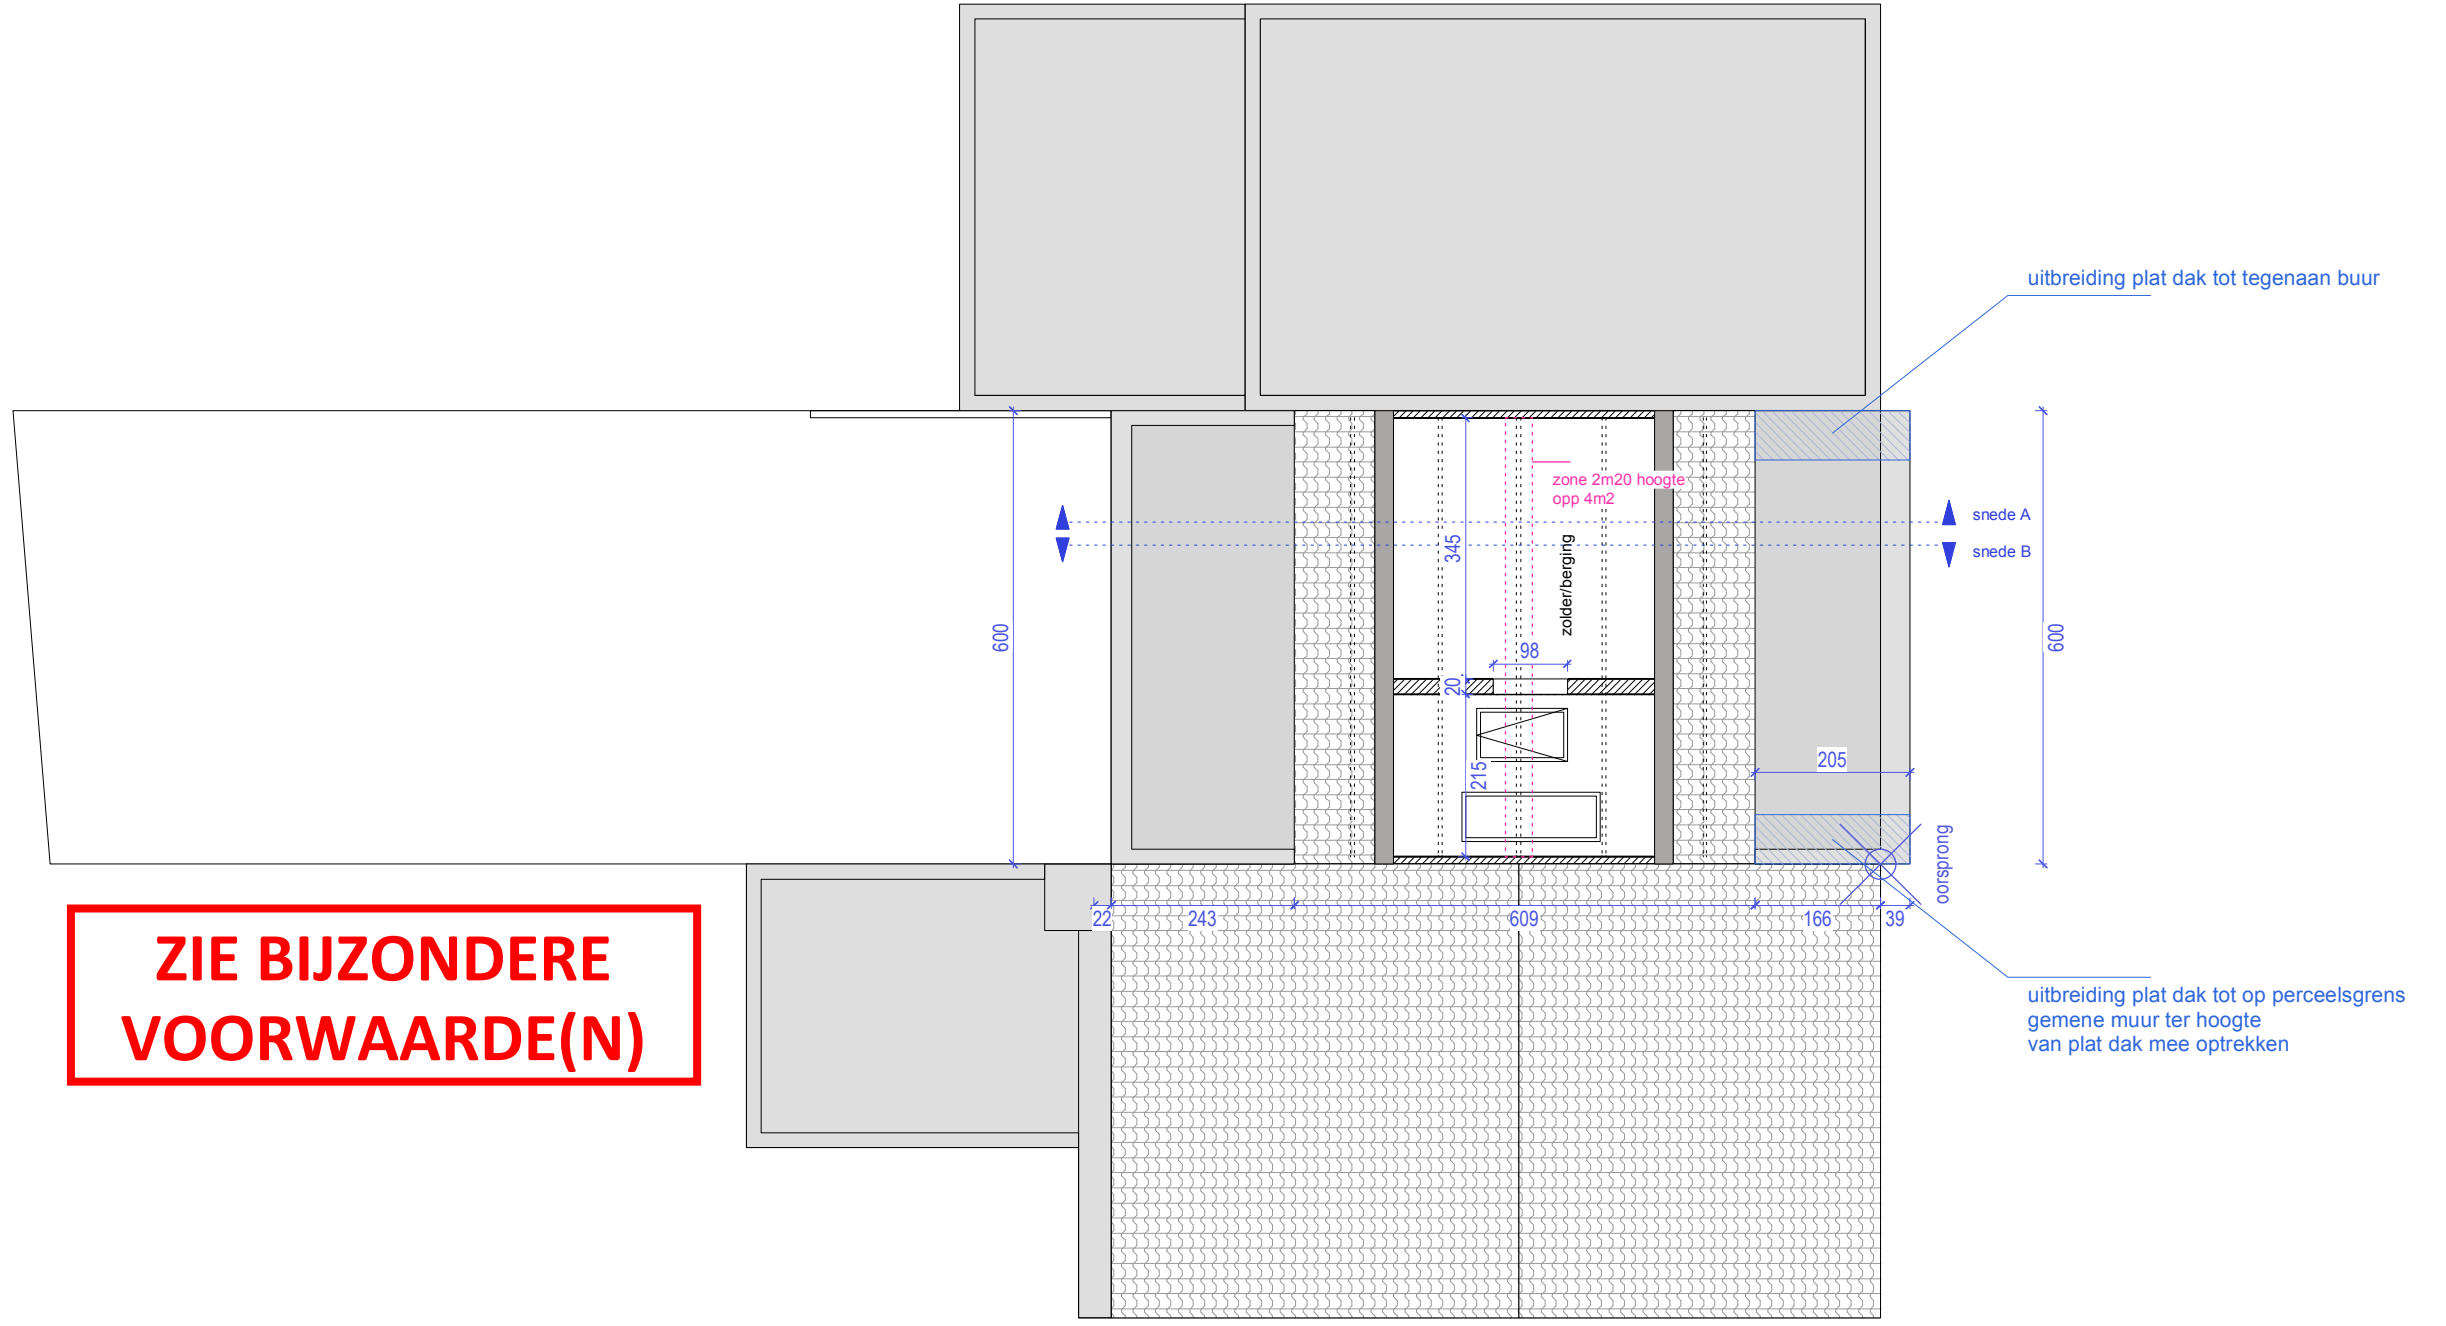 uitbreiding plat dak tot tegenaan buur
zone 2m20 hoogte
opp 4m2
snede A
snede B
345
zolder/berging
600
600
98
20
215
205
oorsprong
22
243
609
166
39
ZIE BIJZONDERE
VOORWAARDE(N)
uitbreiding plat dak tot op perceelsgrens
gemene muur ter hoogte
van plat dak mee optrekken